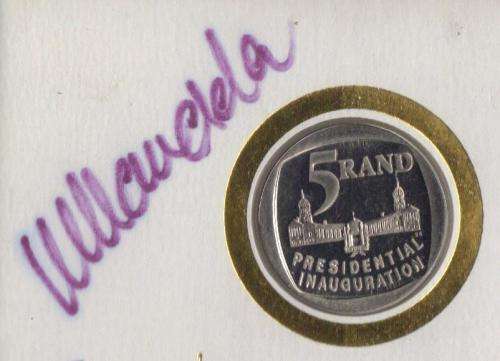 Mandela
5 RAND
PRESIDENTIAL
INAUGURATION